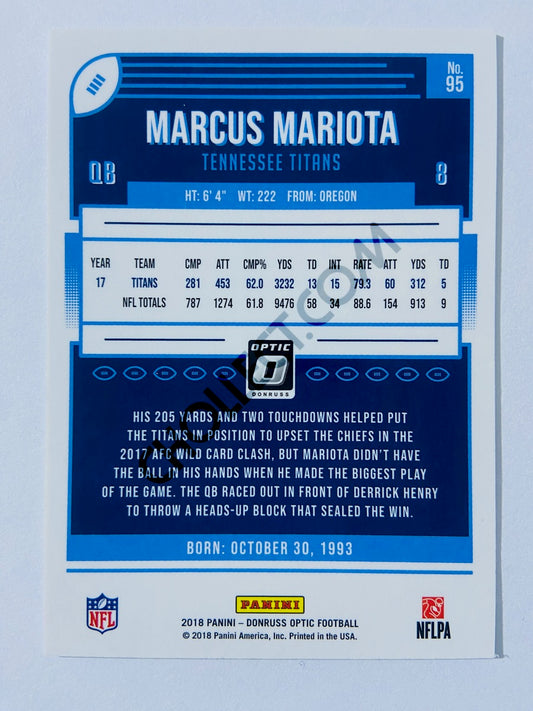 No.
95
MARCUS MARIOTA
TENNESSEE TITANS
QB 8
HT: 6' 4" WT: 222 FROM: OREGON
YEAR TEAM CMP ATT CMP% YDS TD INT RATE ATT YDS TD
17 TITANS 281 453 62.0 3232 13 15 79.3 60 312 5
NFL TOTALS 787 1274 61.8 9476 58 34 88.6 154 913 9
OPTIC
DONRUSS
HIS 205 YARDS AND TWO TOUCHDOWNS HELPED PUT
THE TITANS IN POSITION TO UPSET THE CHIEFS IN THE
2017 AFC WILD CARD CLASH, BUT MARIOTA DIDN'T HAVE
THE BALL IN HIS HANDS WHEN HE MADE THE BIGGEST PLAY
OF THE GAME. THE QB RACED OUT IN FRONT OF DERRICK HENRY
TO THROW A HEADS-UP BLOCK THAT SEALED THE WIN.
BORN: OCTOBER 30, 1993
NFL
PANINI
NFLPA
2018 PANINI – DONRUSS OPTIC FOOTBALL
© 2018 Panini America, Inc. Printed in the USA.